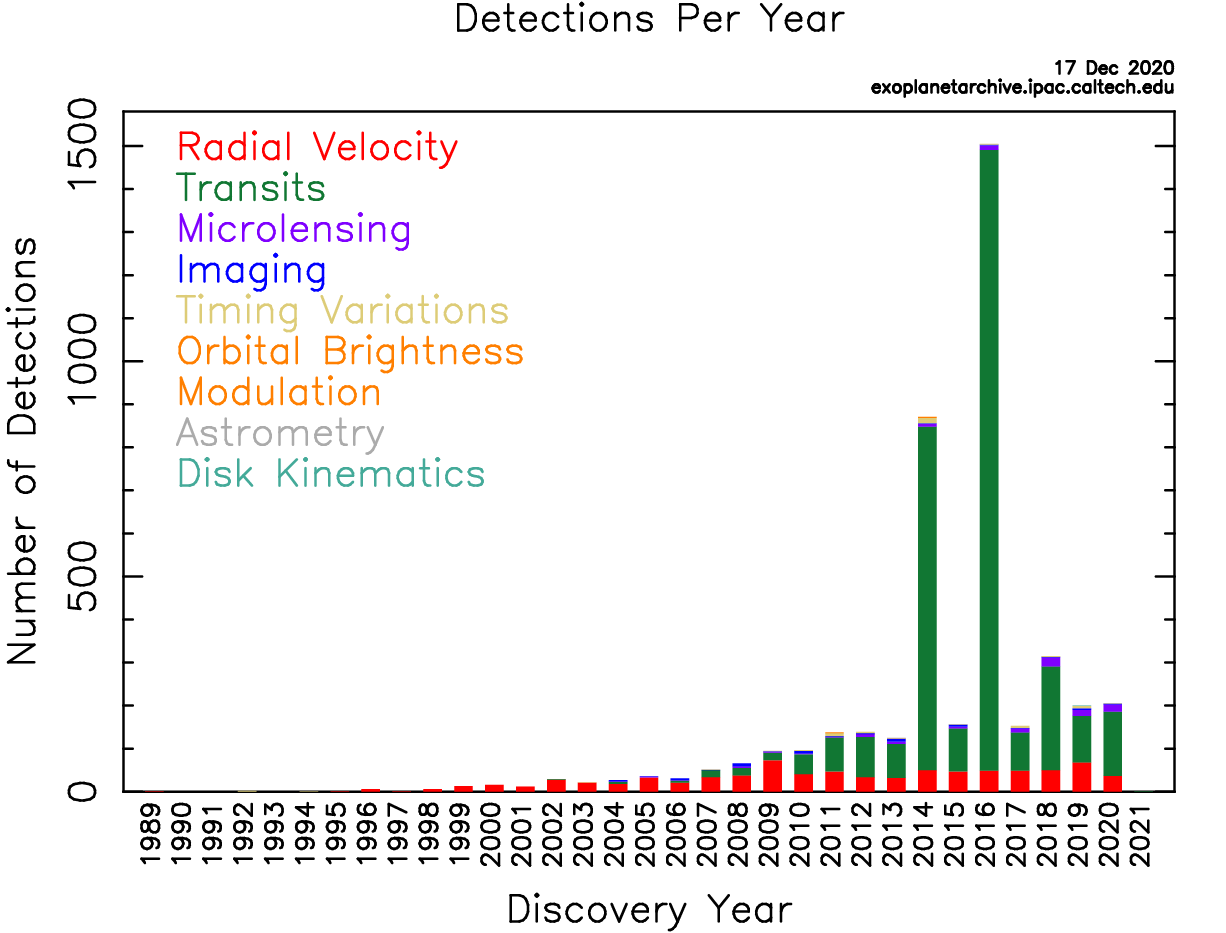 Detections Per Year
17 Dec 2020
exoplanetarchive.ipac.caltech.edu
Number of Detections
1500
1000
500
0
Radial Velocity
Transits
Microlensing
Imaging
Timing Variations
Orbital Brightness
Modulation
Astrometry
Disk Kinematics
1989
1990
1991
1992
1993
1994
1995
1996
1997
1998
1999
2000
2001
2002
2003
2004
2005
2006
2007
2008
2009
2010
2011
2012
2013
2014
2015
2016
2017
2018
2019
2020
2021
Discovery Year